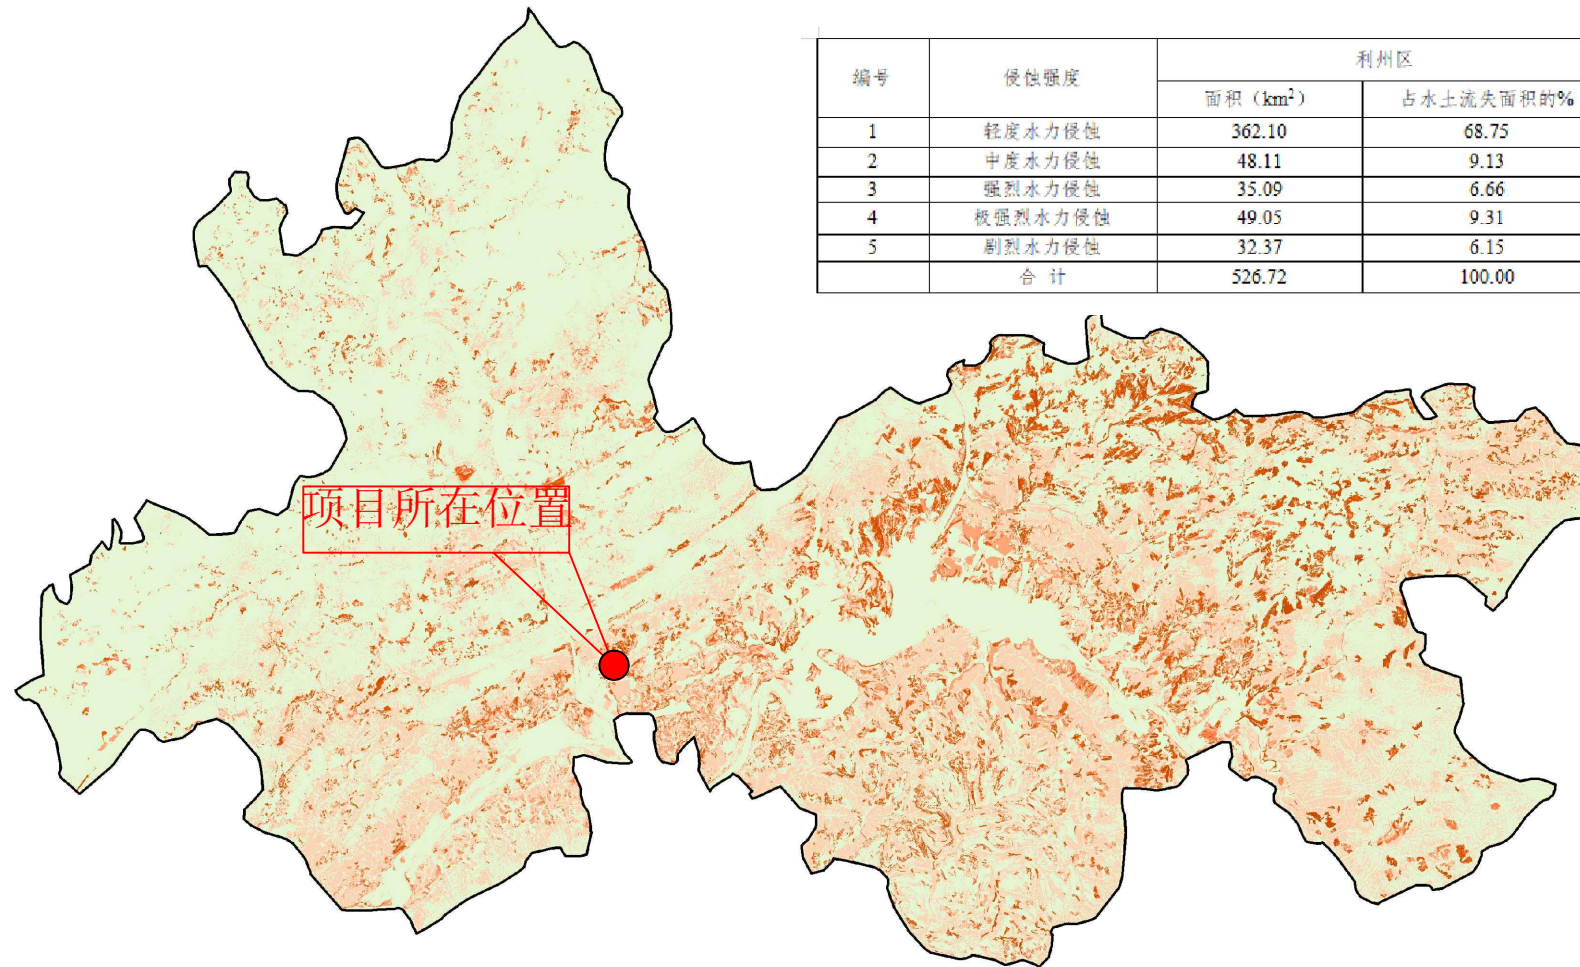 编号 侵蚀强度 利州区
面积（km²） 占水土流失面积的%
1 轻度水力侵蚀 362.10 68.75
2 中度水力侵蚀 48.11 9.13
3 强烈水力侵蚀 35.09 6.66
4 极强烈水力侵蚀 49.05 9.31
5 剧烈水力侵蚀 32.37 6.15
合 计 526.72 100.00
项目所在位置